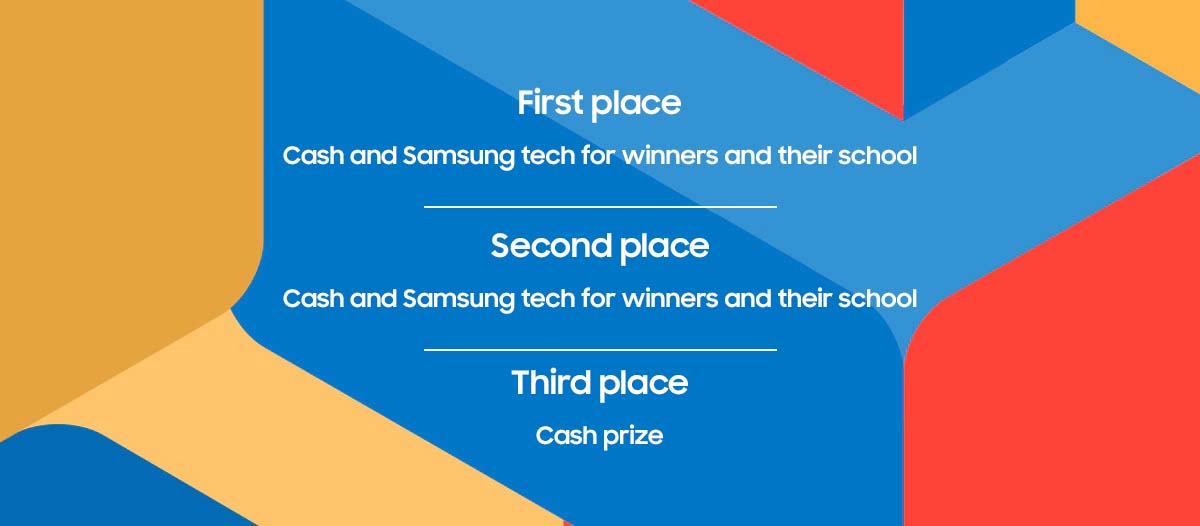 First place
Cash and Samsung tech for winners and their school
Second place
Cash and Samsung tech for winners and their school
Third place
Cash prize